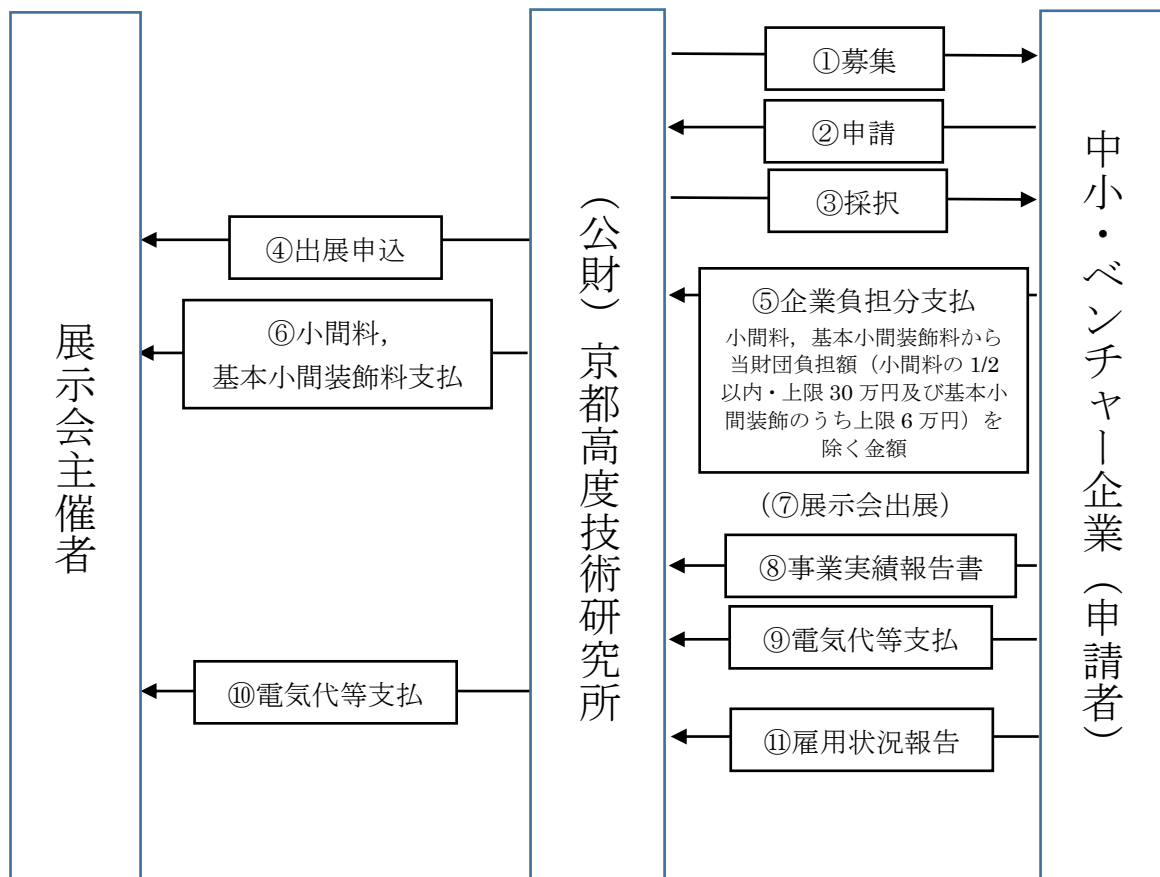 展示会主催者
(公財)京都高度技術研究所
中小・ベンチャー企業(申請者)
①募集
②申請
③採択
④出展申込
⑤企業負担分支払
小間料，基本小間装飾料から
当財団負担額（小間料の 1/2
以内・上限 30 万円及び基本小
間装飾のうち上限 6 万円）を
除く金額
⑥小間料，
基本小間装飾料支払
(⑦展示会出展)
⑧事業実績報告書
⑨電気代等支払
⑩電気代等支払
⑪雇用状況報告